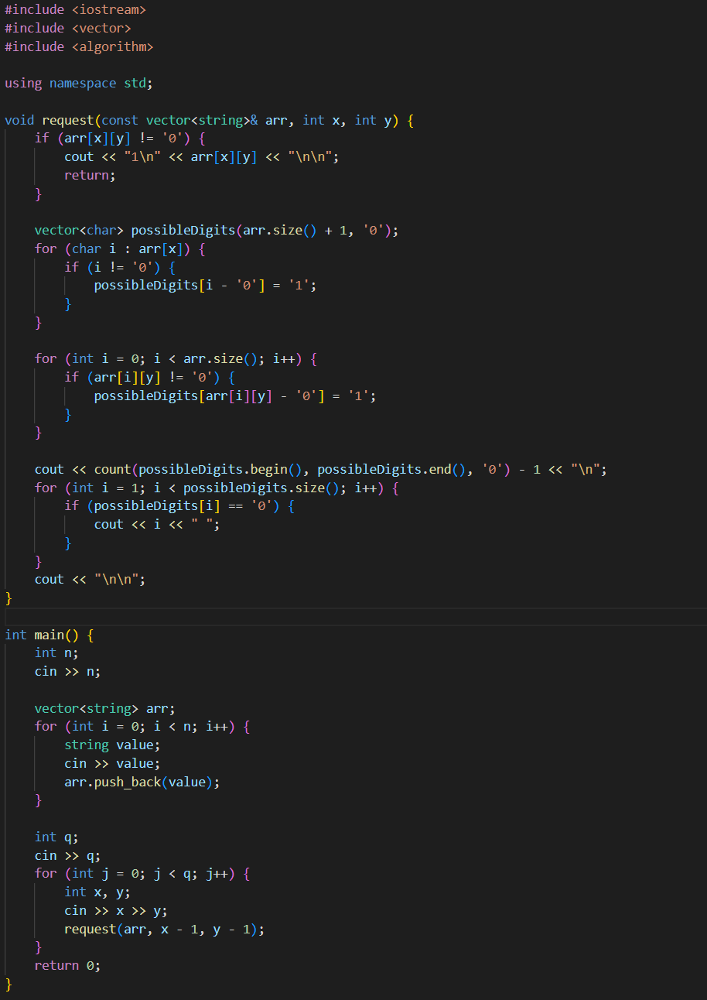 #include <iostream>
#include <vector>
#include <algorithm>

using namespace std;

void request(const vector<string>& arr, int x, int y) {
    if (arr[x][y] != '0') {
        cout << "1\n" << arr[x][y] << "\n\n";
        return;
    }

    vector<char> possibleDigits(arr.size() + 1, '0');
    for (char i : arr[x]) {
        if (i != '0') {
            possibleDigits[i - '0'] = '1';
        }
    }

    for (int i = 0; i < arr.size(); i++) {
        if (arr[i][y] != '0') {
            possibleDigits[arr[i][y] - '0'] = '1';
        }
    }

    cout << count(possibleDigits.begin(), possibleDigits.end(), '0') - 1 << "\n";
    for (int i = 1; i < possibleDigits.size(); i++) {
        if (possibleDigits[i] == '0') {
            cout << i << " ";
        }
    }
    cout << "\n\n";
}

int main() {
    int n;
    cin >> n;

    vector<string> arr;
    for (int i = 0; i < n; i++) {
        string value;
        cin >> value;
        arr.push_back(value);
    }

    int q;
    cin >> q;
    for (int j = 0; j < q; j++) {
        int x, y;
        cin >> x >> y;
        request(arr, x - 1, y - 1);
    }
    return 0;
}